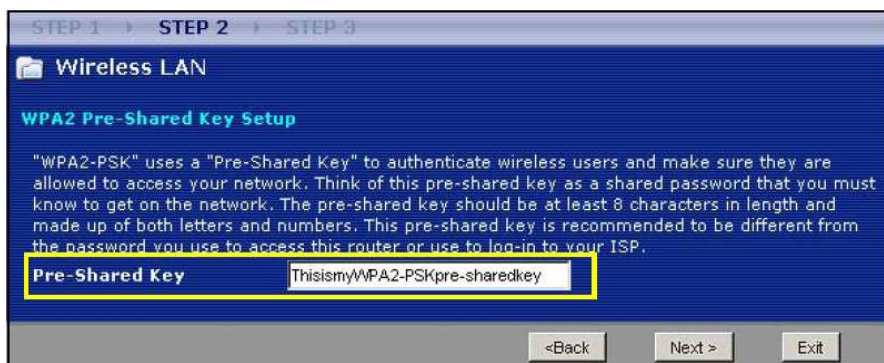 STEP 1 STEP 2 STEP 3
Wireless LAN
WPA2 Pre-Shared Key Setup
"WPA2-PSK" uses a "Pre-Shared Key" to authenticate wireless users and make sure they are
allowed to access your network. Think of this pre-shared key as a shared password that you must
know to get on the network. The pre-shared key should be at least 8 characters in length and
made up of both letters and numbers. This pre-shared key is recommended to be different from
the password you use to access this router or use to log-in to your ISP.
Pre-Shared Key ThisismyWPA2-PSKpre-sharedkey
<Back Next > Exit